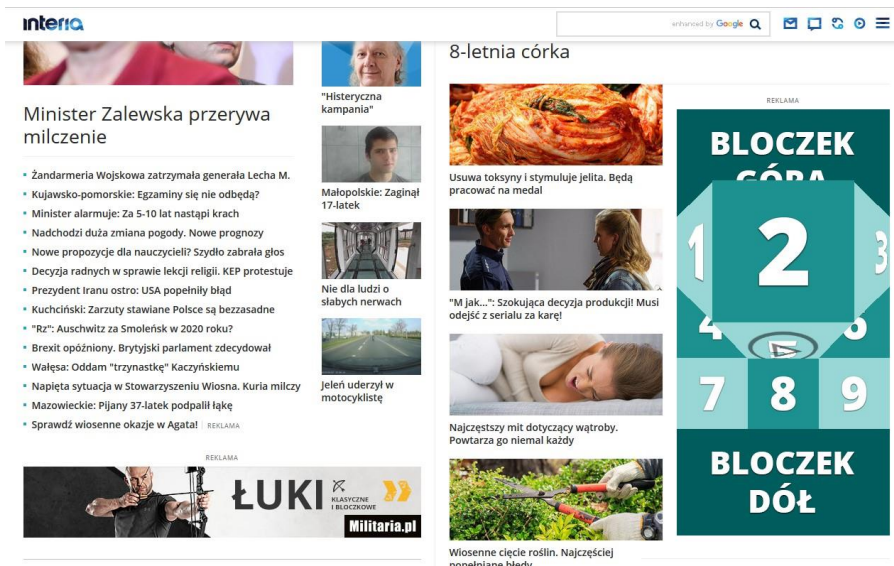 interia
enhanced by Google
8-letnia córka
Minister Zalewska przerywa
milczenie
Żandarmeria Wojskowa zatrzymała generała Lecha M.
Kujawsko-pomorskie: Egzaminy się nie odbędą?
Minister alarmuje: Za 5-10 lat nastąpi krach
Nadchodzi duża zmiana pogody. Nowe prognozy
Nowe propozycje dla nauczycieli? Szydło zabrała głos
Decyzja radnych w sprawie lekcji religii. KEP protestuje
Prezydent Iranu ostro: USA popełniły błąd
Kuchciński: Zarzuty stawiane Polsce są bezzasadne
"Rz": Auschwitz za Smoleńsk w 2020 roku?
Brexit opóźniony. Brytyjski parlament zdecydował
Wałęsa: Oddam "trzynastkę" Kaczyńskiemu
Napięta sytuacja w Stowarzyszeniu Wiosna. Kuria milczy
Mazowieckie: Pijany 37-latek podpalił łąkę
Sprawdź wiosenne okazje w Agata! REKLAMA
REKLAMA
ŁUKI KLASYCZNE
I BLOCZKOWE
Militaria.pl
"Histeryczna
kampania"
Małopolskie: Zaginął
17-latek
Nie dla ludzi o
słabych nerwach
Jeleń uderzył w
motocyklistę
Usuwa toksyny i stymuluje jelita. Będą
pracować na medal
"M jak...": Szokująca decyzja produkcji! Musi
odejść z serialu za karę!
Najczęstszy mit dotyczący wątroby.
Powtarza go niemal każdy
Wiosenne cięcie roślin. Najczęściej
popełniane błędy
REKLAMA
BLOCZEK
GÓRA
1 2 3
4 5 6
7 8 9
BLOCZEK
DÓŁ